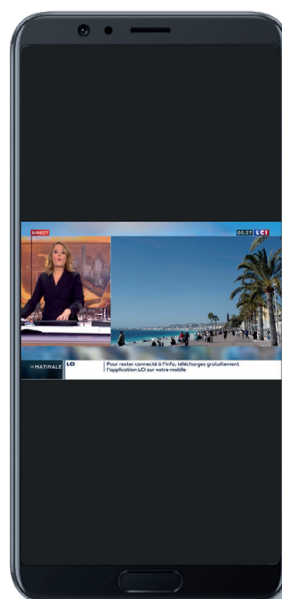 DIRECT
05:57 LCI
LA MATINALE
LCI
Pour rester connecté à l'info, téléchargez gratuitement
l'application LCI sur votre mobile